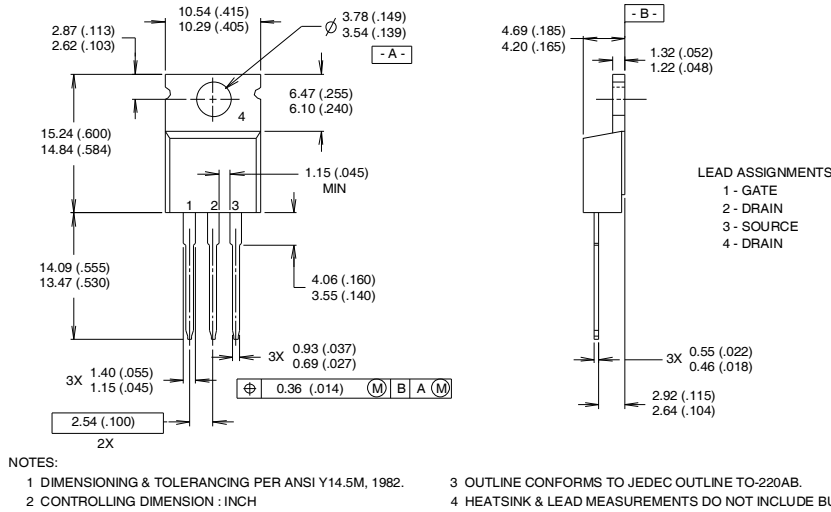 10.54 (.415)
10.29 (.405)
2.87 (.113)
2.62 (.103)
Ø 3.78 (.149)
3.54 (.139)
- A -
4
6.47 (.255)
6.10 (.240)
15.24 (.600)
14.84 (.584)
1.15 (.045)
MIN
1 2 3
14.09 (.555)
13.47 (.530)
4.06 (.160)
3.55 (.140)
3X 0.93 (.037)
0.69 (.027)
3X 1.40 (.055)
1.15 (.045)
⌖ 0.36 (.014) Ⓜ B A Ⓜ
2.54 (.100)
2X
- B -
4.69 (.185)
4.20 (.165)
1.32 (.052)
1.22 (.048)
LEAD ASSIGNMENTS
1 - GATE
2 - DRAIN
3 - SOURCE
4 - DRAIN
3X 0.55 (.022)
0.46 (.018)
2.92 (.115)
2.64 (.104)
NOTES:
1 DIMENSIONING & TOLERANCING PER ANSI Y14.5M, 1982.
2 CONTROLLING DIMENSION : INCH
3 OUTLINE CONFORMS TO JEDEC OUTLINE TO-220AB.
4 HEATSINK & LEAD MEASUREMENTS DO NOT INCLUDE